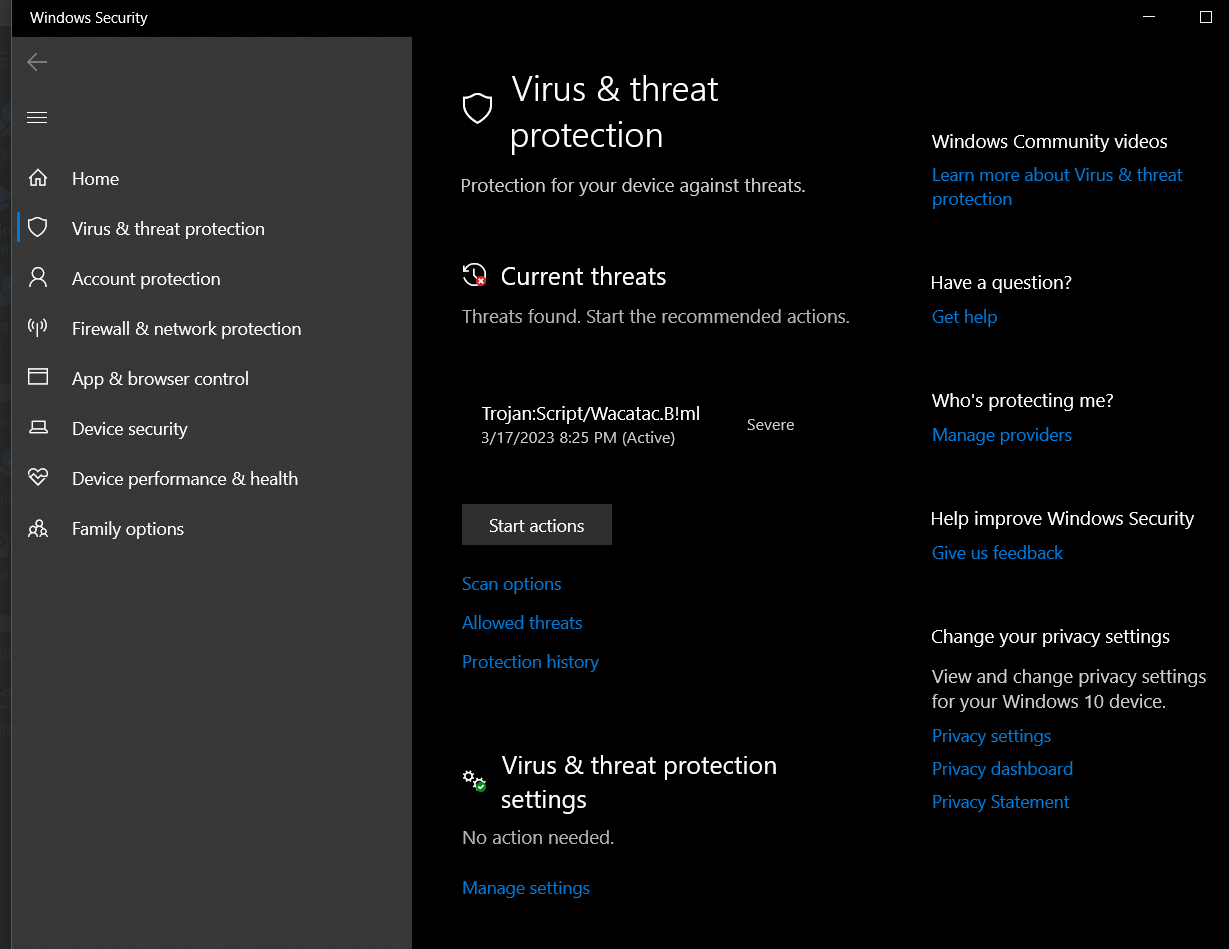 Windows Security
Home
Virus & threat protection
Account protection
Firewall & network protection
App & browser control
Device security
Device performance & health
Family options
Virus & threat
protection
Protection for your device against threats.
Current threats
Threats found. Start the recommended actions.
Trojan:Script/Wacatac.B!ml
3/17/2023 8:25 PM (Active)
Severe
Start actions
Scan options
Allowed threats
Protection history
Virus & threat protection
settings
No action needed.
Manage settings
Windows Community videos
Learn more about Virus & threat
protection
Have a question?
Get help
Who's protecting me?
Manage providers
Help improve Windows Security
Give us feedback
Change your privacy settings
View and change privacy settings
for your Windows 10 device.
Privacy settings
Privacy dashboard
Privacy Statement